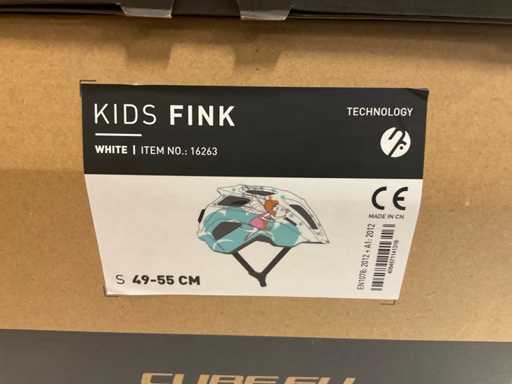 KIDS FINK
TECHNOLOGY
WHITE | ITEM NO.: 16263
CE
MADE IN CN
EN1078: 2012 + A1: 2012
S 49-55 CM